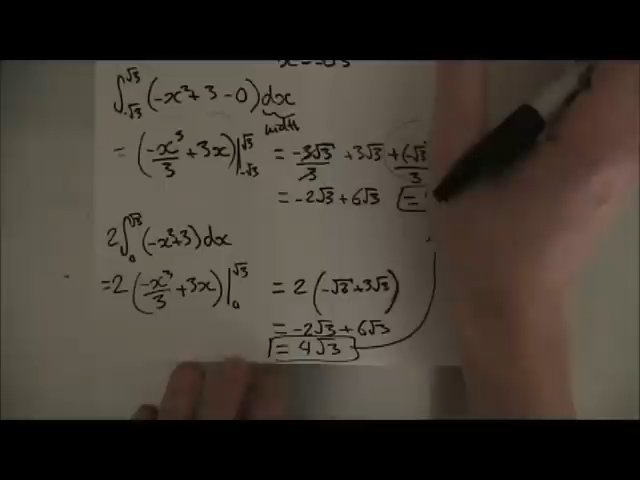 ∫_{-√3}^{√3} (-x²+3-0)dx
width
= (-x³/3 + 3x)|_{-√3}^{√3} = -3√3/3 + 3√3 + (-√3
3
= -2√3 + 6√3 =
2∫_0^{√3} (-x²+3)dx
= 2(-x³/3 + 3x)|_0^{√3} = 2(-√3+3√3)
= -2√3 + 6√3
= 4√3